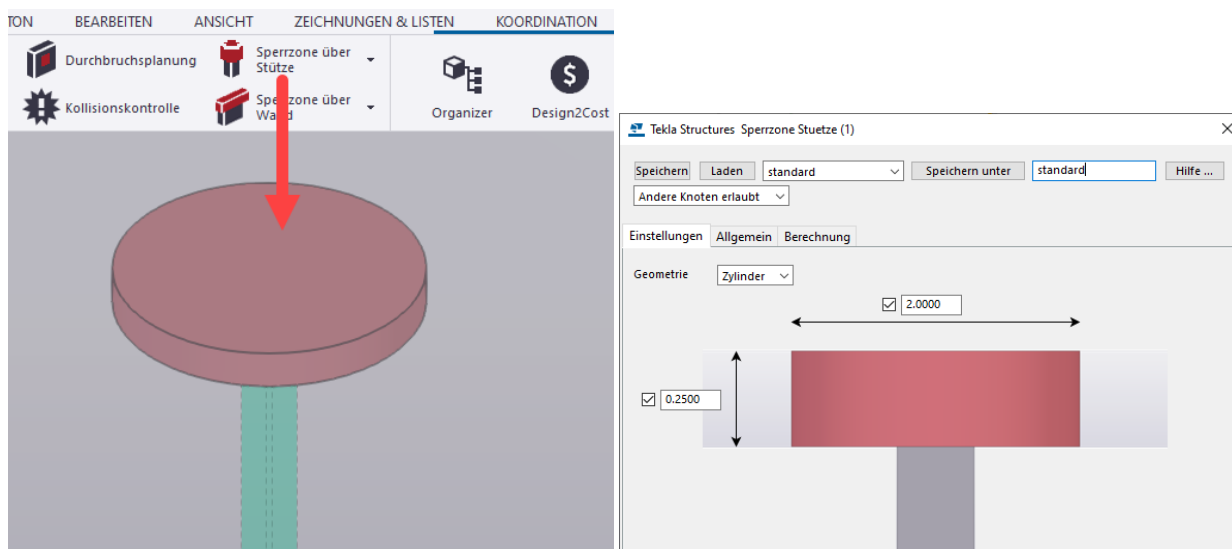 TON BEARBEITEN ANSICHT ZEICHNUNGEN & LISTEN KOORDINATION
Durchbruchsplanung
Sperrzone über
Stütze
Kollisionskontrolle
Sperrzone über
Wand
Organizer
Design2Cost
Tekla Structures Sperrzone Stuetze (1)
Speichern Laden standard Speichern unter standard Hilfe ...
Andere Knoten erlaubt
Einstellungen Allgemein Berechnung
Geometrie Zylinder
2.0000
0.2500